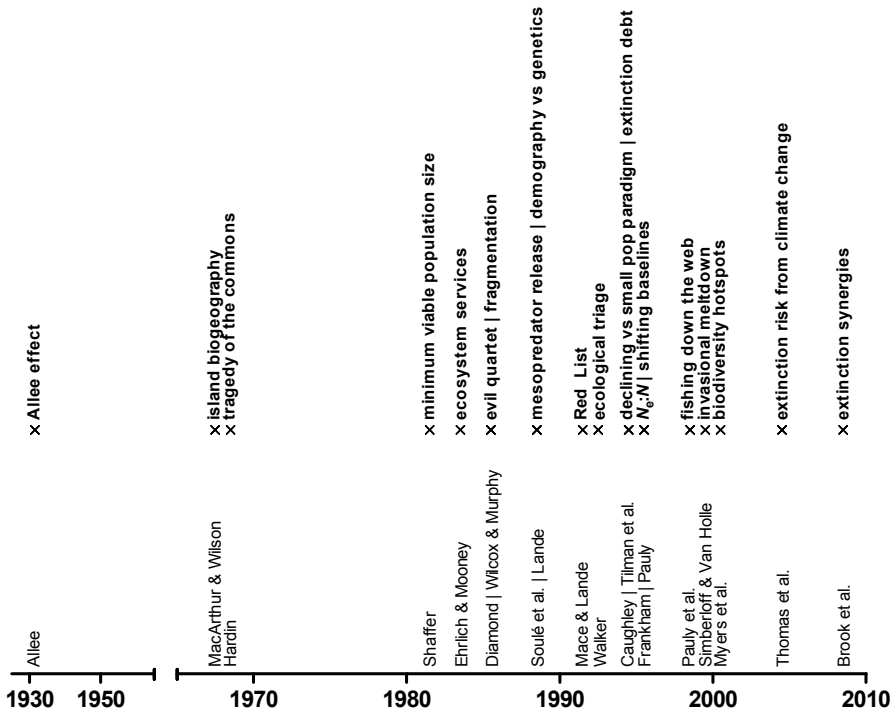 Allee effect
island biogeography
tragedy of the commons
minimum viable population size
ecosystem services
evil quartet | fragmentation
mesopredator release | demography vs genetics
Red List
ecological triage
declining vs small pop paradigm | extinction debt
Ne:N | shifting baselines
fishing down the web
invasional meltdown
biodiversity hotspots
extinction risk from climate change
extinction synergies
Allee
MacArthur & Wilson
Hardin
Shaffer
Ehrlich & Mooney
Diamond | Wilcox & Murphy
Soulé et al. | Lande
Mace & Lande
Walker
Caughley | Tilman et al.
Frankham | Pauly
Pauly et al.
Simberloff & Van Holle
Myers et al.
Thomas et al.
Brook et al.
1930 1950 1970 1980 1990 2000 2010